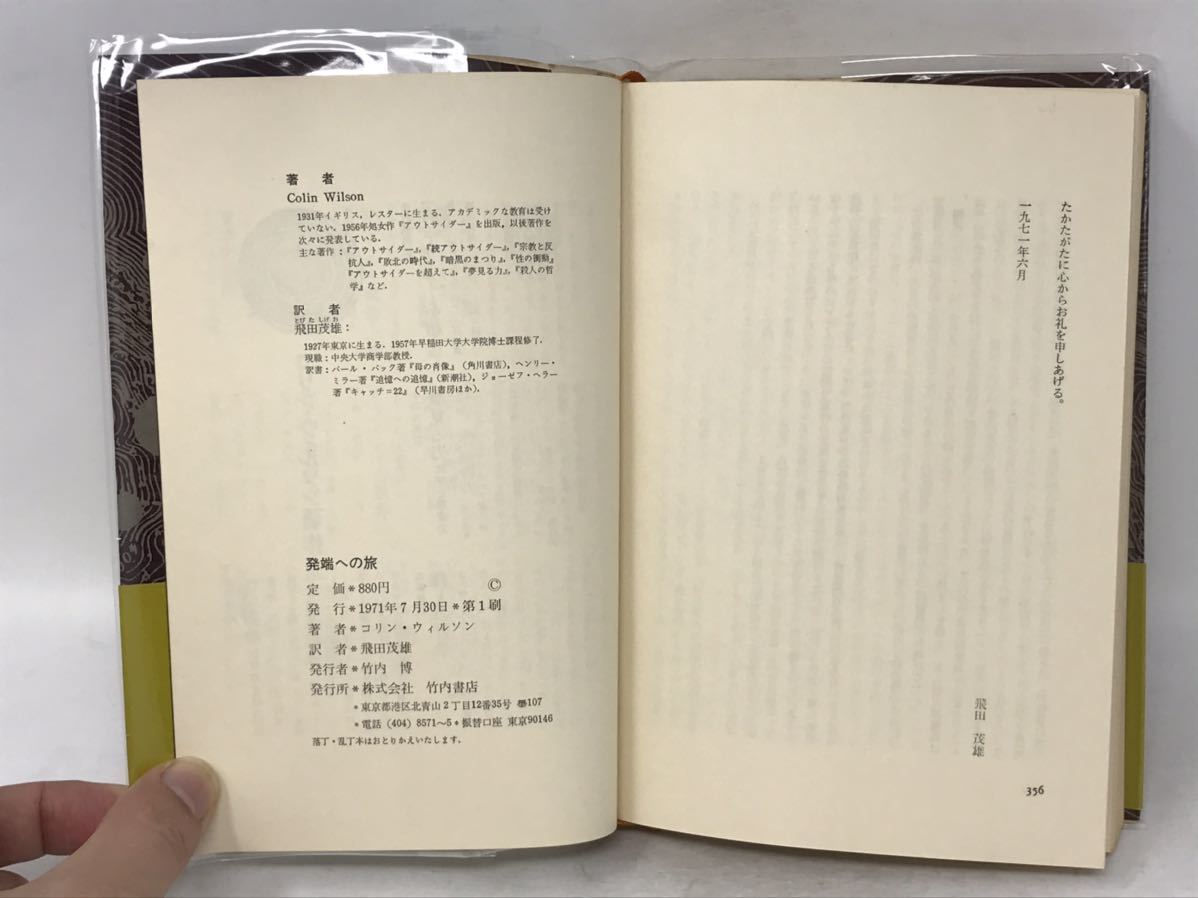 たかたがたに心からお礼を申しあげる。
一九七一年六月
飛田 茂雄
356
著 者
Colin Wilson
1931年イギリス，レスターに生まる．アカデミックな教育は受け
ていない．1956年処女作『アウトサイダー』を出版，以後著作を
次々に発表している．
主な著作：『アウトサイダー』，『続アウトサイダー』，『宗教と反
抗人』，『敗北の時代』，『暗黒のまつり』，『性の衝動』
『アウトサイダーを超えて』，『夢見る力』，『殺人の哲
学』など．
訳 者
とびたしげお
飛田茂雄：
1927年東京に生まる．1957年早稲田大学大学院博士課程修了．
現職：中央大学商学部教授．
訳書：パール・バック著『母の肖像』（角川書店），ヘンリー・
ミラー著『追憶への追憶』（新潮社），ジョーゼフ・ヘラー
著『キャッチ＝22』（早川書房ほか）．
発端への旅
定 価＊880円 ©
発 行＊1971年7月30日＊第1刷
著 者＊コリン・ウィルソン
訳 者＊飛田茂雄
発行者＊竹内 博
発行所＊株式会社 竹内書店
＊東京都港区北青山2丁目12番35号 〠107
＊電話 (404) 8571〜5＊振替口座 東京90146
落丁・乱丁本はおとりかえいたします．